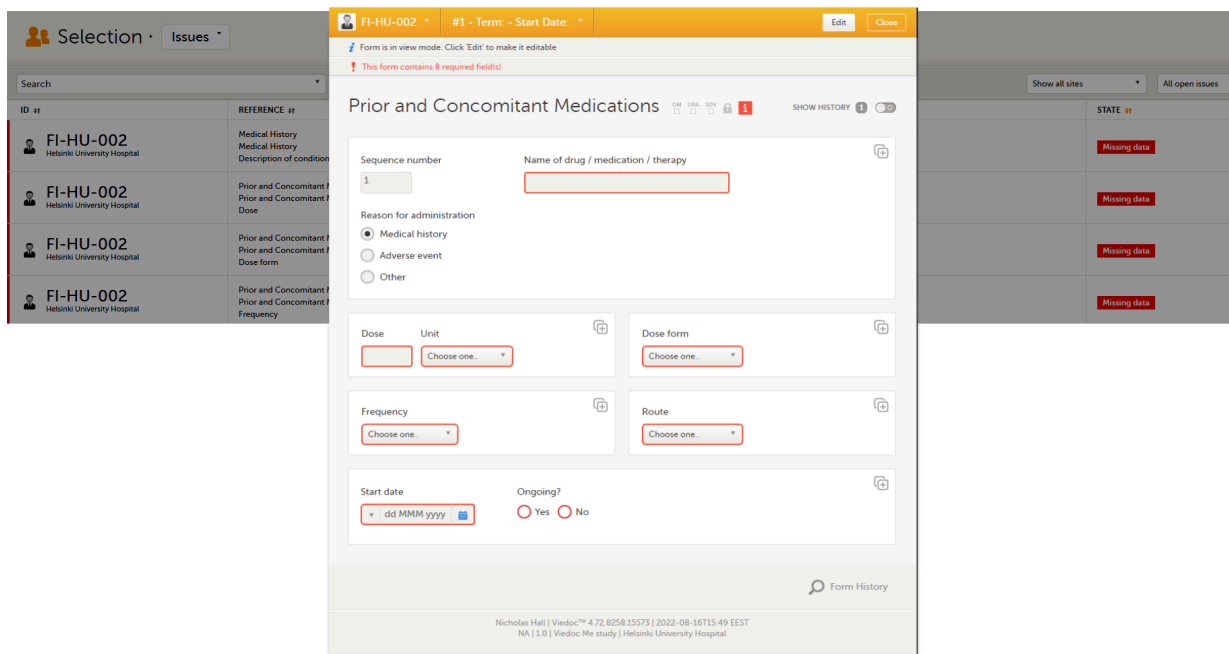 Selection · Issues
Search
Show all sites
All open issues
ID
REFERENCE
STATE
FI-HU-002
Helsinki University Hospital
Medical History
Medical History
Description of condition
Missing data
FI-HU-002
Helsinki University Hospital
Prior and Concomitant
Prior and Concomitant
Dose
Missing data
FI-HU-002
Helsinki University Hospital
Prior and Concomitant
Prior and Concomitant
Dose form
Missing data
FI-HU-002
Helsinki University Hospital
Prior and Concomitant
Prior and Concomitant
Frequency
Missing data
FI-HU-002 #1 - Term: - Start Date: Edit Close
Form is in view mode. Click 'Edit' to make it editable
This form contains 8 required field(s)
Prior and Concomitant Medications DM CRA SDV SHOW HISTORY 1
Sequence number Name of drug / medication / therapy
1
Reason for administration
Medical history
Adverse event
Other
Dose Unit
Choose one..
Dose form
Choose one..
Frequency
Choose one..
Route
Choose one..
Start date Ongoing?
dd MMM yyyy Yes No
Form History
Nicholas Hall | Viedoc™ 4.72.8258.15573 | 2022-08-16T15:49 EEST
NA | 1.0 | Viedoc Me study | Helsinki University Hospital